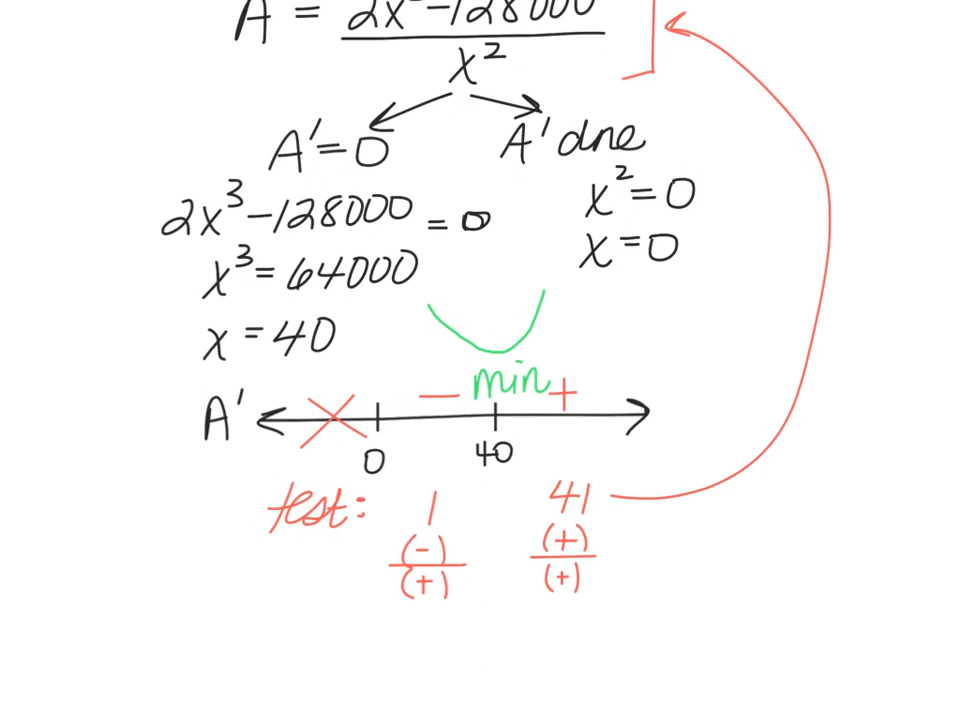 A = 2x -128000
x²
A'=0 A' dne
2x³-128000 = 0 x²=0
x³= 64000 x=0
x = 40
min
A' − +
0 40
test: 1 41
(-) (+)
(+) (+)